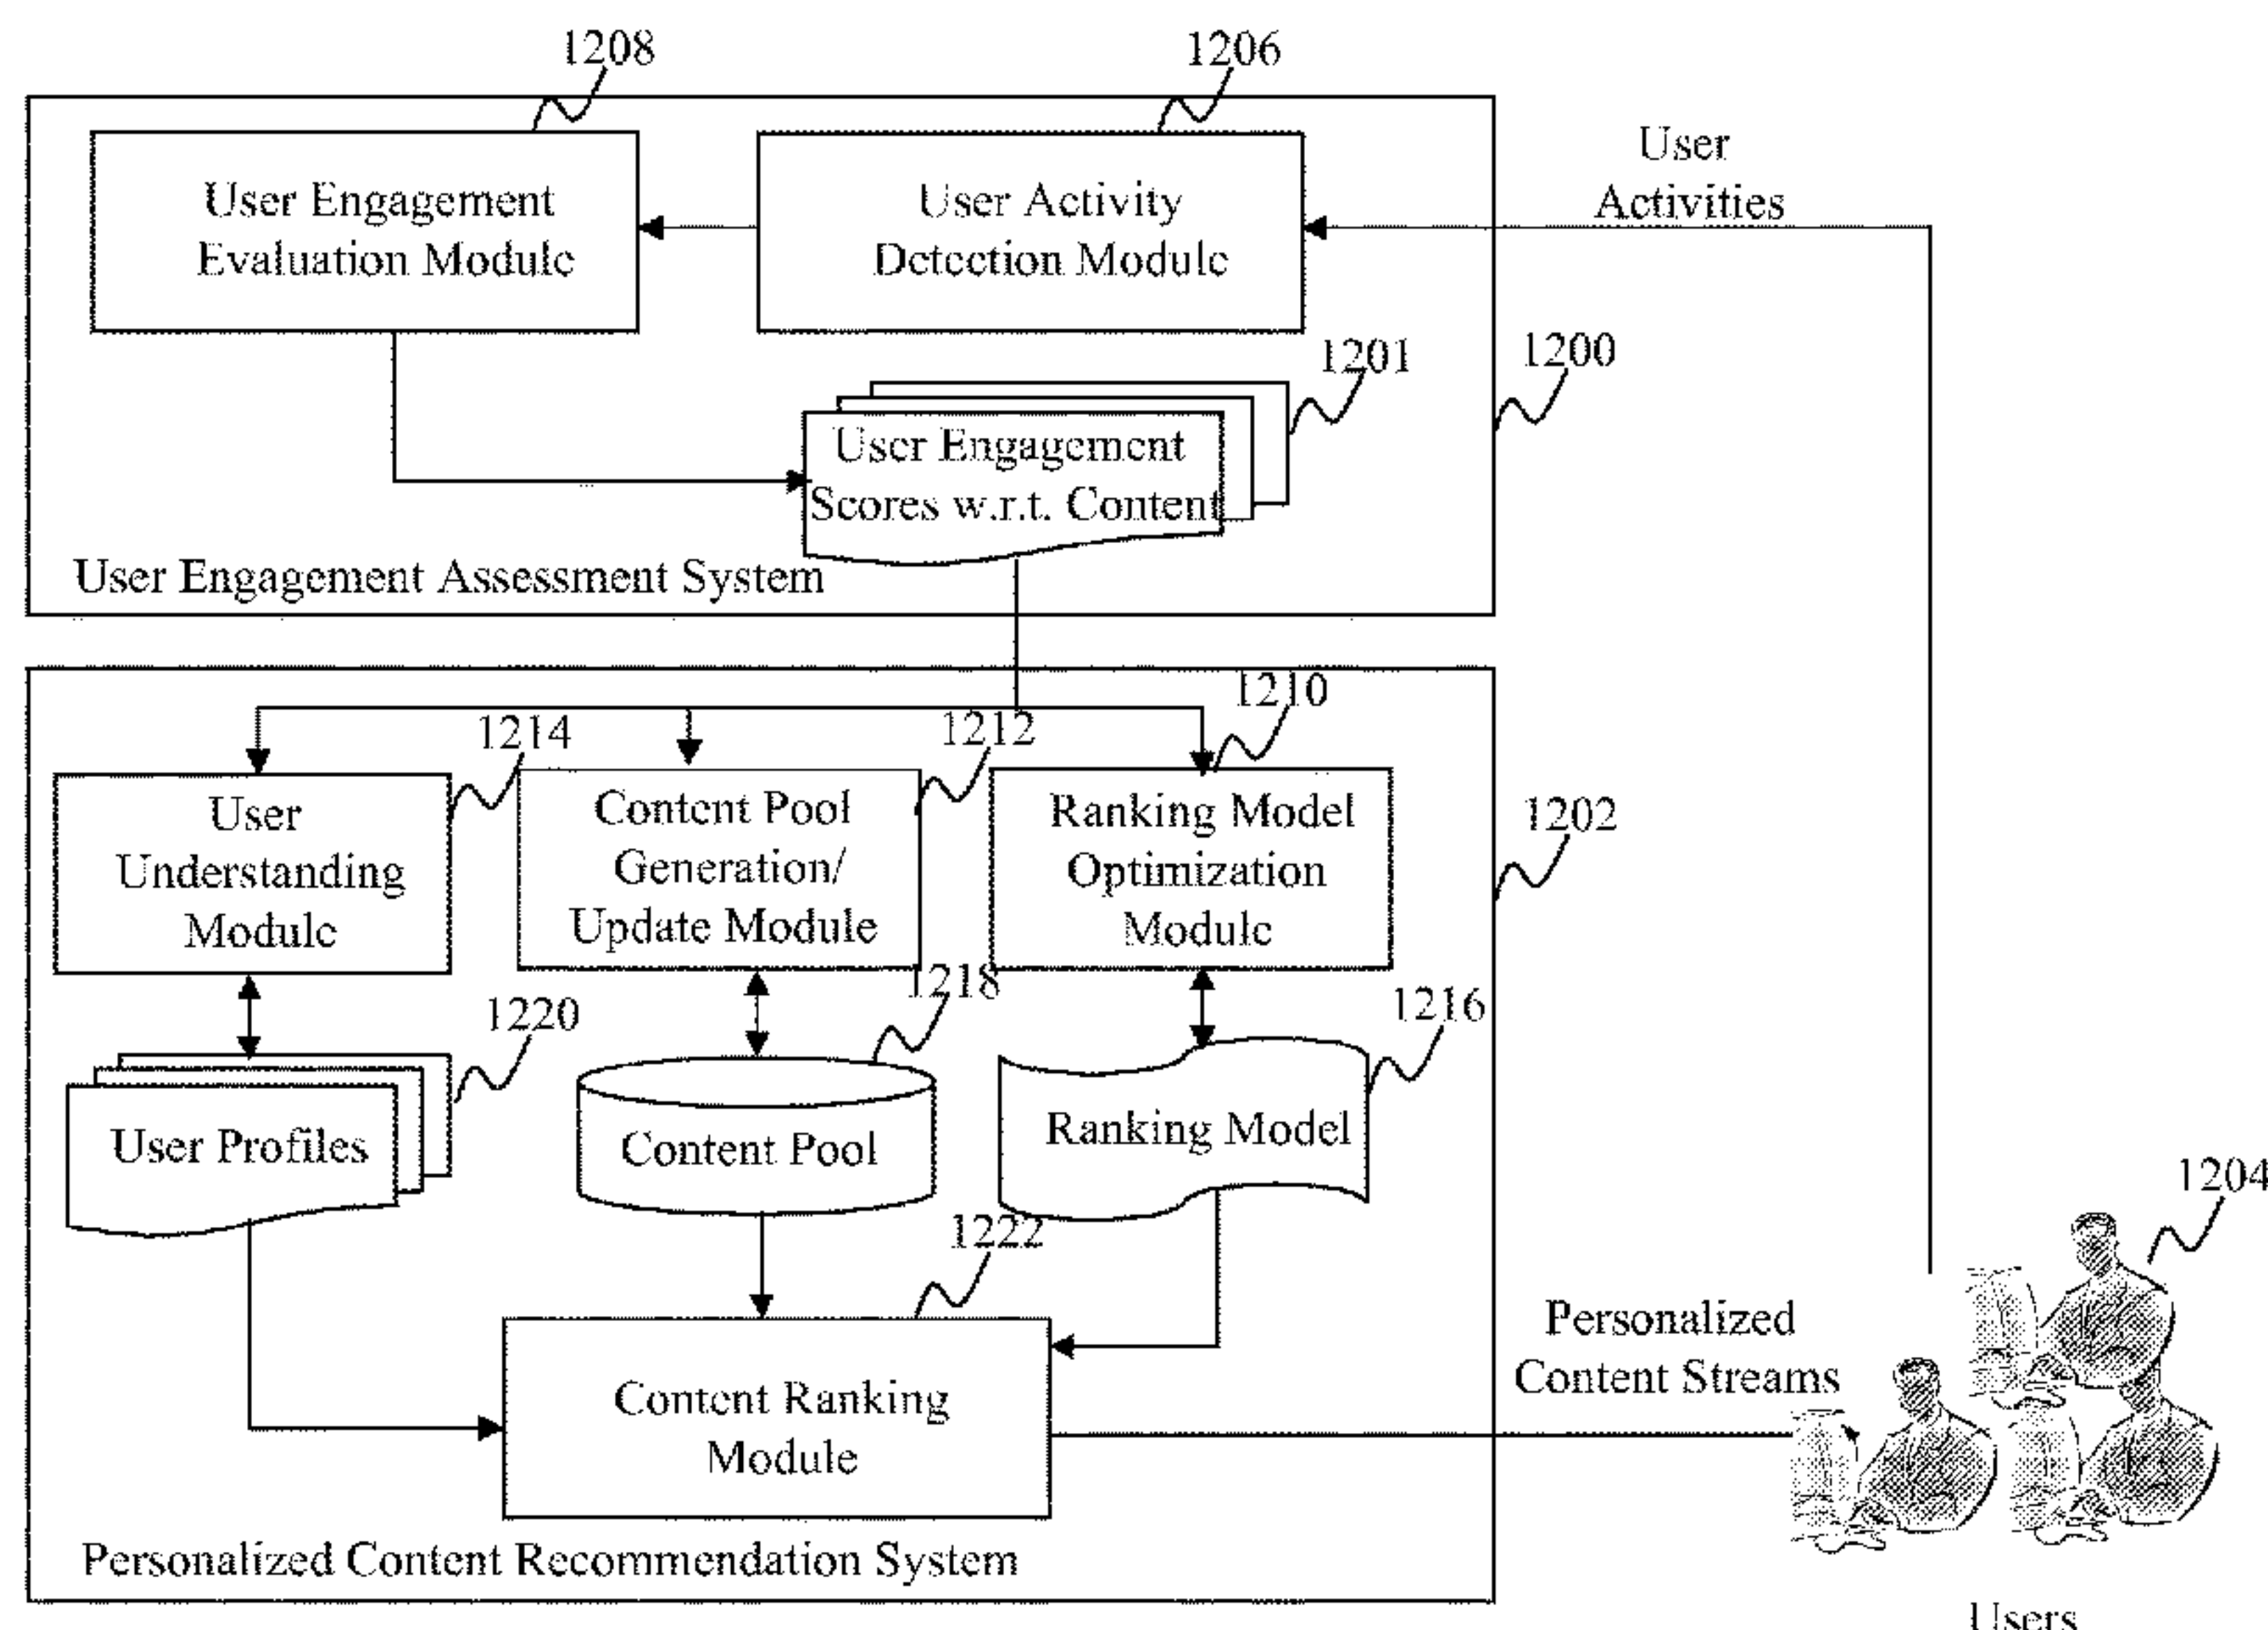 1208
1206
User
Activities
User Engagement
Evaluation Module
User Activity
Detection Module
1201
1200
User Engagement
Scores w.r.t. Content
User Engagement Assessment System
1210
1214
1212
User
Understanding
Module
Content Pool
Generation/
Update Module
Ranking Model
Optimization
Module
1202
1218
1220
1216
User Profiles
Content Pool
Ranking Model
1204
1222
Personalized
Content Streams
Content Ranking
Module
Personalized Content Recommendation System
Users